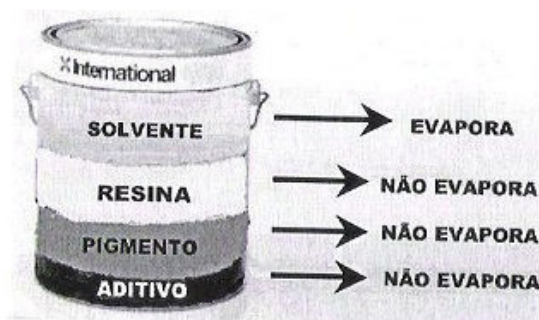 International
SOLVENTE EVAPORA
RESINA NÃO EVAPORA
PIGMENTO NÃO EVAPORA
ADITIVO NÃO EVAPORA